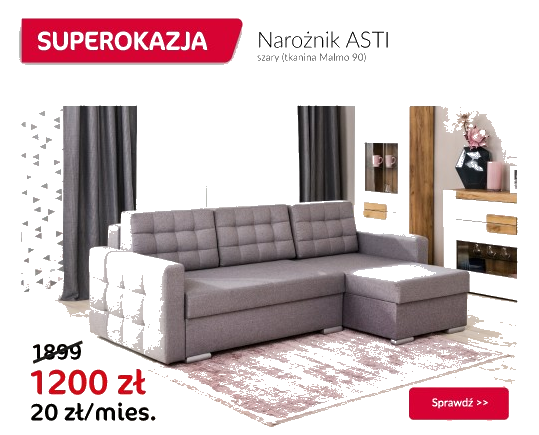 SUPEROKAZJA
Narożnik ASTI
szary (tkanina Malmo 90)
1899
1200 zł
20 zł/mies.
Sprawdź >>